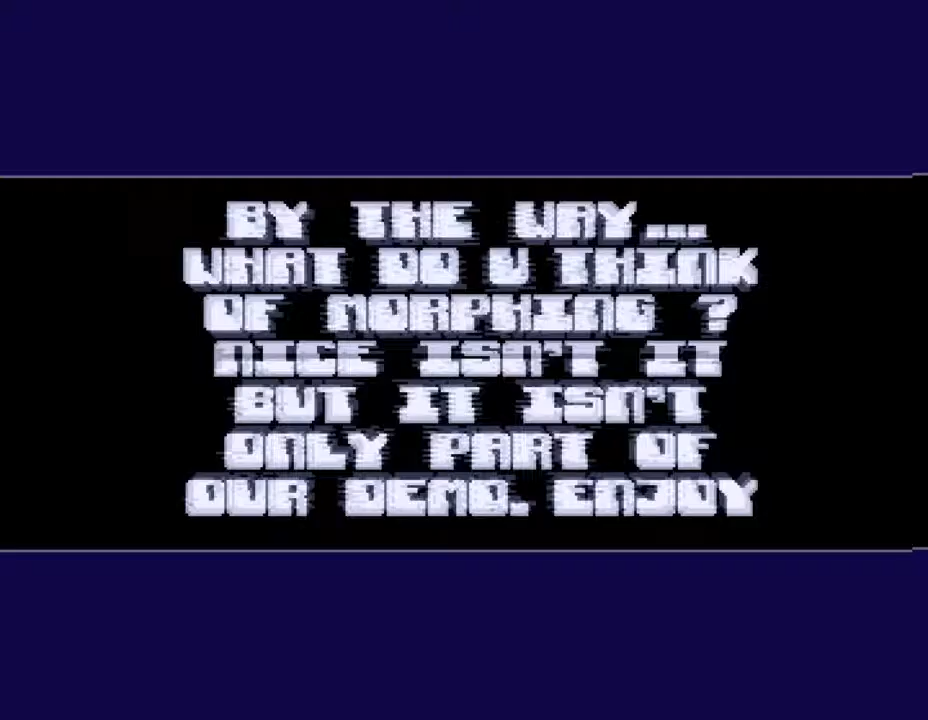 BY THE WAY...
WHAT DO U THINK
OF MORPHING ?
NICE ISN'T IT
BUT IT ISN'T
ONLY PART OF
OUR DEMO. ENJOY